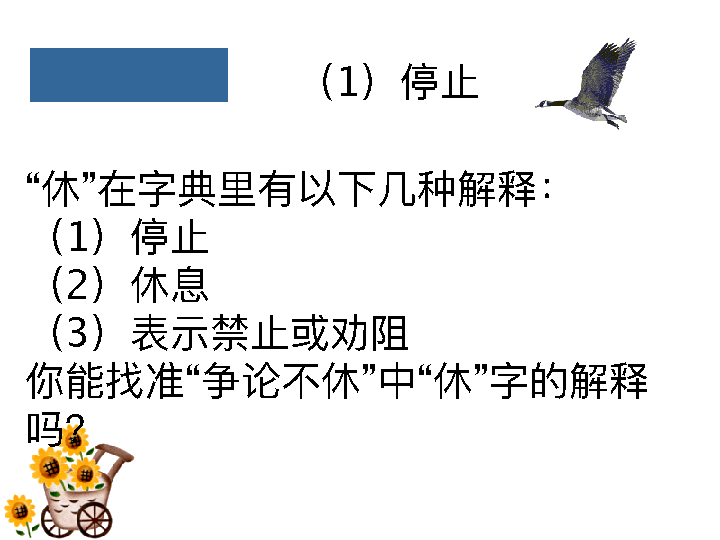 （1）停止
“休”在字典里有以下几种解释：
（1）停止
（2）休息
（3）表示禁止或劝阻
你能找准“争论不休”中“休”字的解释
吗?